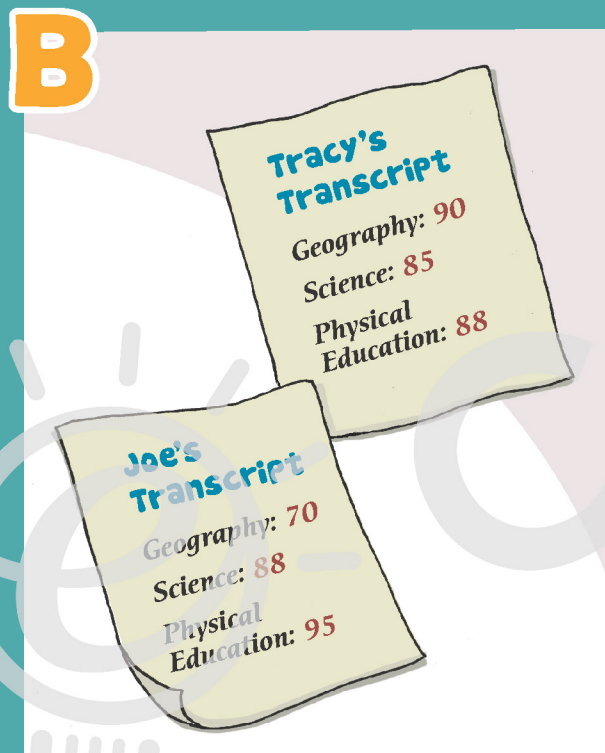 B
Tracy's
Transcript
Geography: 90
Science: 85
Physical
Education: 88
Joe's
Transcript
Geography: 70
Science: 88
Physical
Education: 95